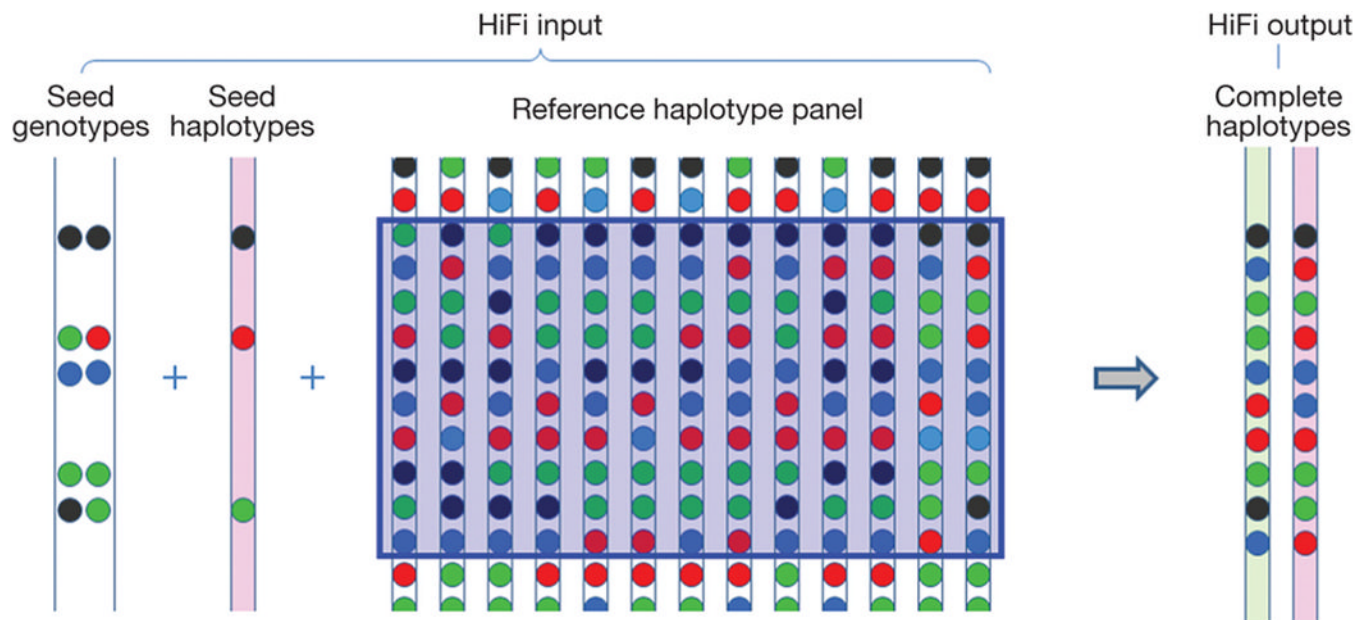 HiFi input
HiFi output
Seed
genotypes
Seed
haplotypes
Reference haplotype panel
Complete
haplotypes
+
+